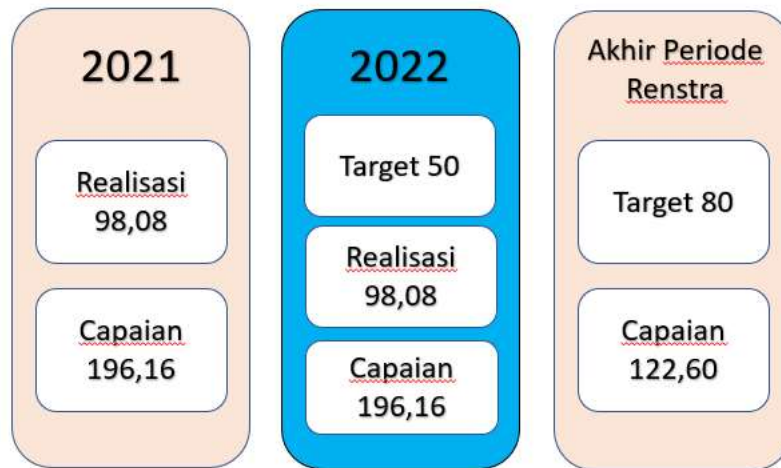 2021
Realisasi
98,08
Capaian
196,16
2022
Target 50
Realisasi
98,08
Capaian
196,16
Akhir Periode
Renstra
Target 80
Capaian
122,60